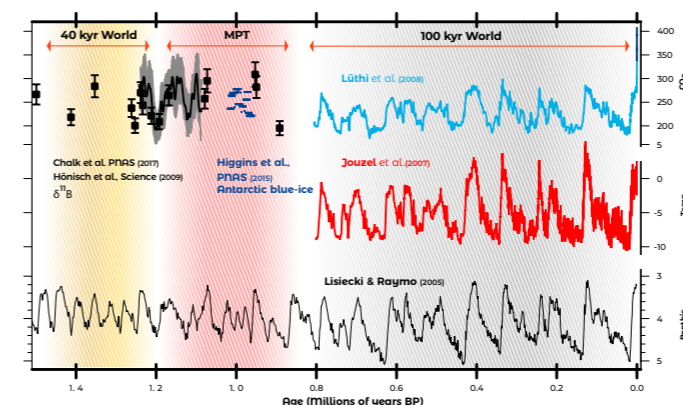 40 kyr World
MPT
100 kyr World
400
350
300
250
200
Lüthi et al. (2008)
5
0
-5
-10
Jouzel et al. (2007)
Chalk et al. PNAS (2017)
Hönisch et al., Science (2009)
δ¹¹B
Higgins et al.,
PNAS (2015)
Antarctic blue-ice
Lisiecki & Raymo (2005)
3
4
5
1.4
1.2
1.0
0.8
0.6
0.4
0.2
0.0
Age (Millions of years BP)